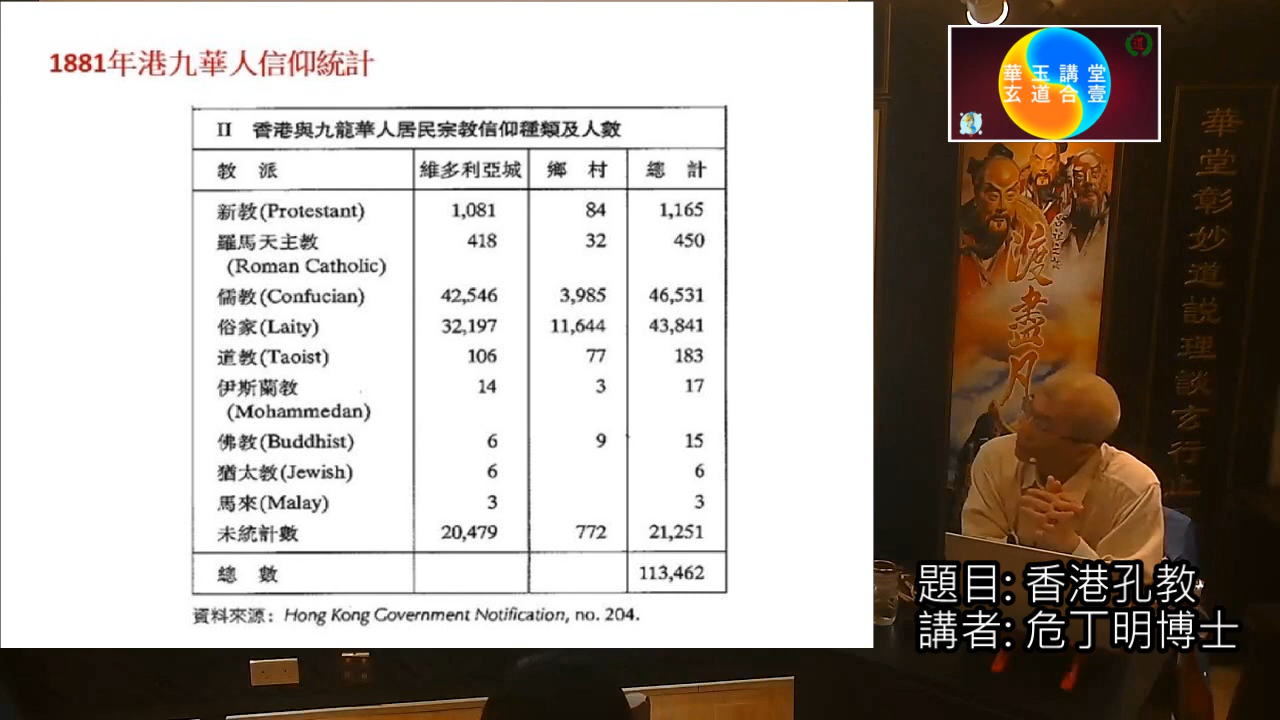 1881年港九華人信仰統計
II 香港與九龍華人居民宗教信仰種類及人數
教 派 維多利亞城 鄉 村 總 計
新教(Protestant) 1,081 84 1,165
羅馬天主教 418 32 450
(Roman Catholic)
儒教(Confucian) 42,546 3,985 46,531
俗家(Laity) 32,197 11,644 43,841
道教(Taoist) 106 77 183
伊斯蘭教 14 3 17
(Mohammedan)
佛教(Buddhist) 6 9 15
猶太教(Jewish) 6 6
馬來(Malay) 3 3
未統計數 20,479 772 21,251
總 數 113,462
資料來源：Hong Kong Government Notification, no. 204.
華玉講堂
玄道合壹
道
渡盡凡
華堂彰妙道説理談玄行止
題目: 香港孔教
講者: 危丁明博士